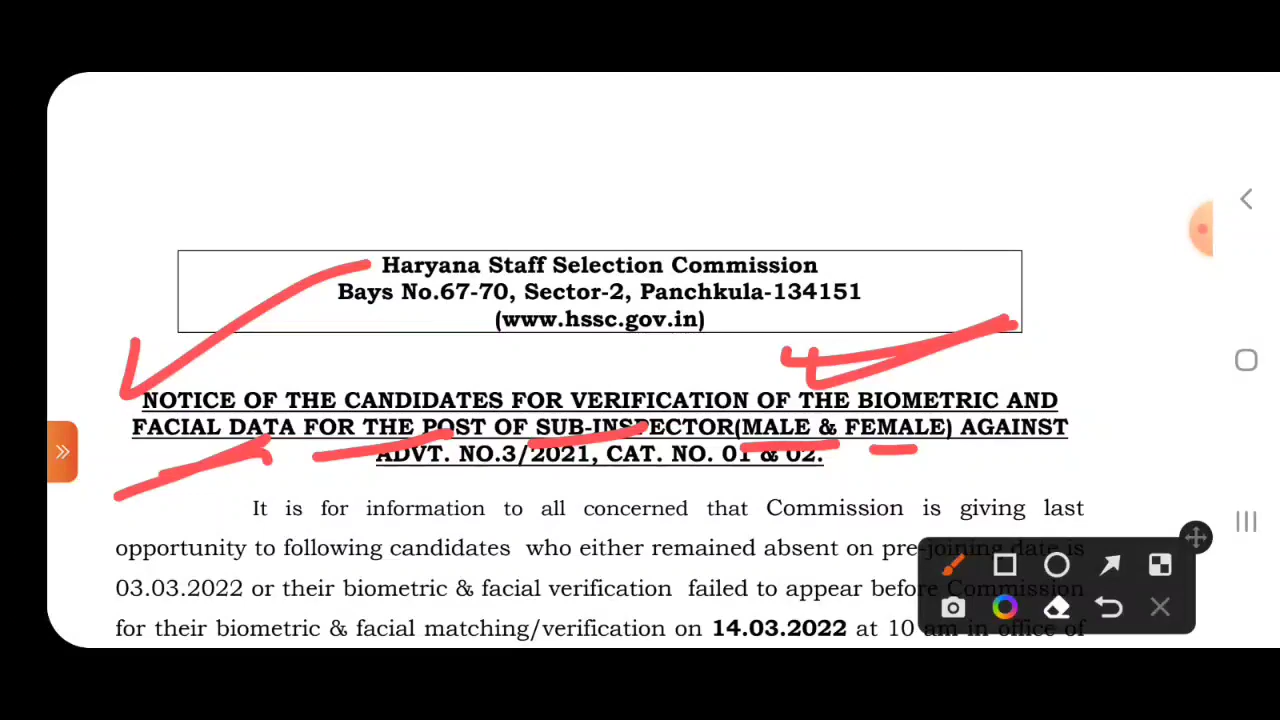 Haryana Staff Selection Commission
Bays No.67-70, Sector-2, Panchkula-134151
(www.hssc.gov.in)
NOTICE OF THE CANDIDATES FOR VERIFICATION OF THE BIOMETRIC AND
FACIAL DATA FOR THE POST OF SUB-INSPECTOR(MALE & FEMALE) AGAINST
ADVT. NO.3/2021, CAT. NO. 01 & 02.
It is for information to all concerned that Commission is giving last
opportunity to following candidates who either remained absent on pre-joining date is
03.03.2022 or their biometric & facial verification failed to appear before Commission
for their biometric & facial matching/verification on 14.03.2022 at 10 am in office of